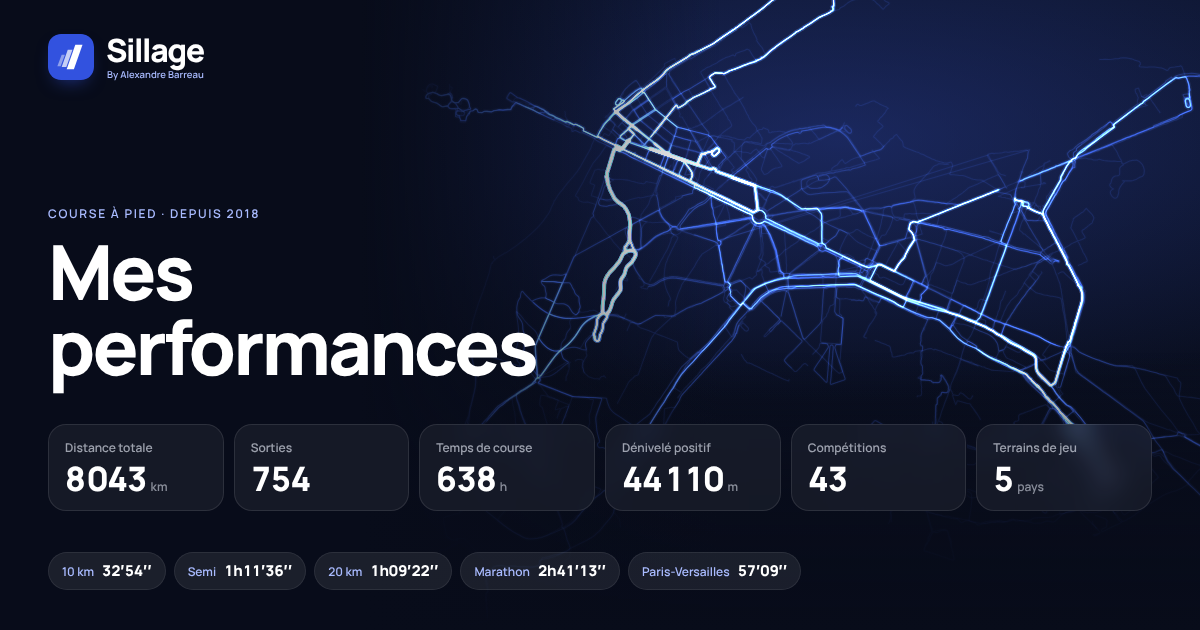 Sillage
By Alexandre Barreau
COURSE À PIED · DEPUIS 2018
Mes
performances
Distance totale
8043 km
Sorties
754
Temps de course
638 h
Dénivelé positif
44110 m
Compétitions
43
Terrains de jeu
5 pays
10 km 32′54′′
Semi 1h11′36′′
20 km 1h09′22′′
Marathon 2h41′13′′
Paris-Versailles 57′09′′